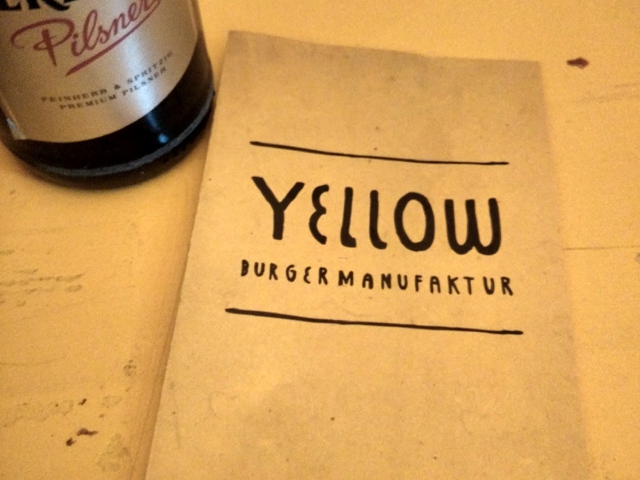 Pilsner
FEINHERB & SPRITZIG
PREMIUM PILSNER
YELLOW
BURGERMANUFAKTUR